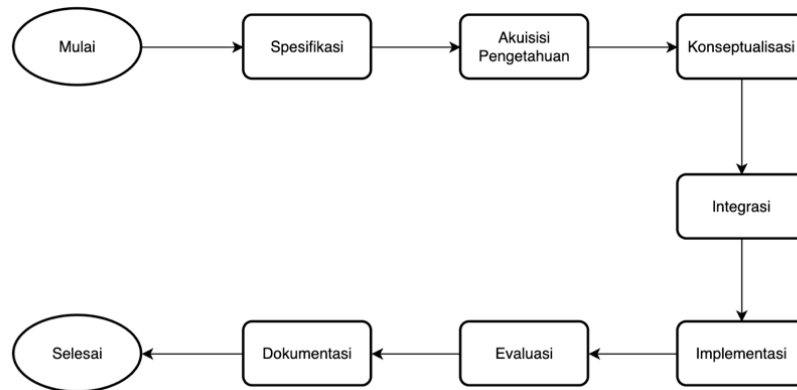 Mulai
Spesifikasi
Akuisisi
Pengetahuan
Konseptualisasi
Integrasi
Implementasi
Evaluasi
Dokumentasi
Selesai